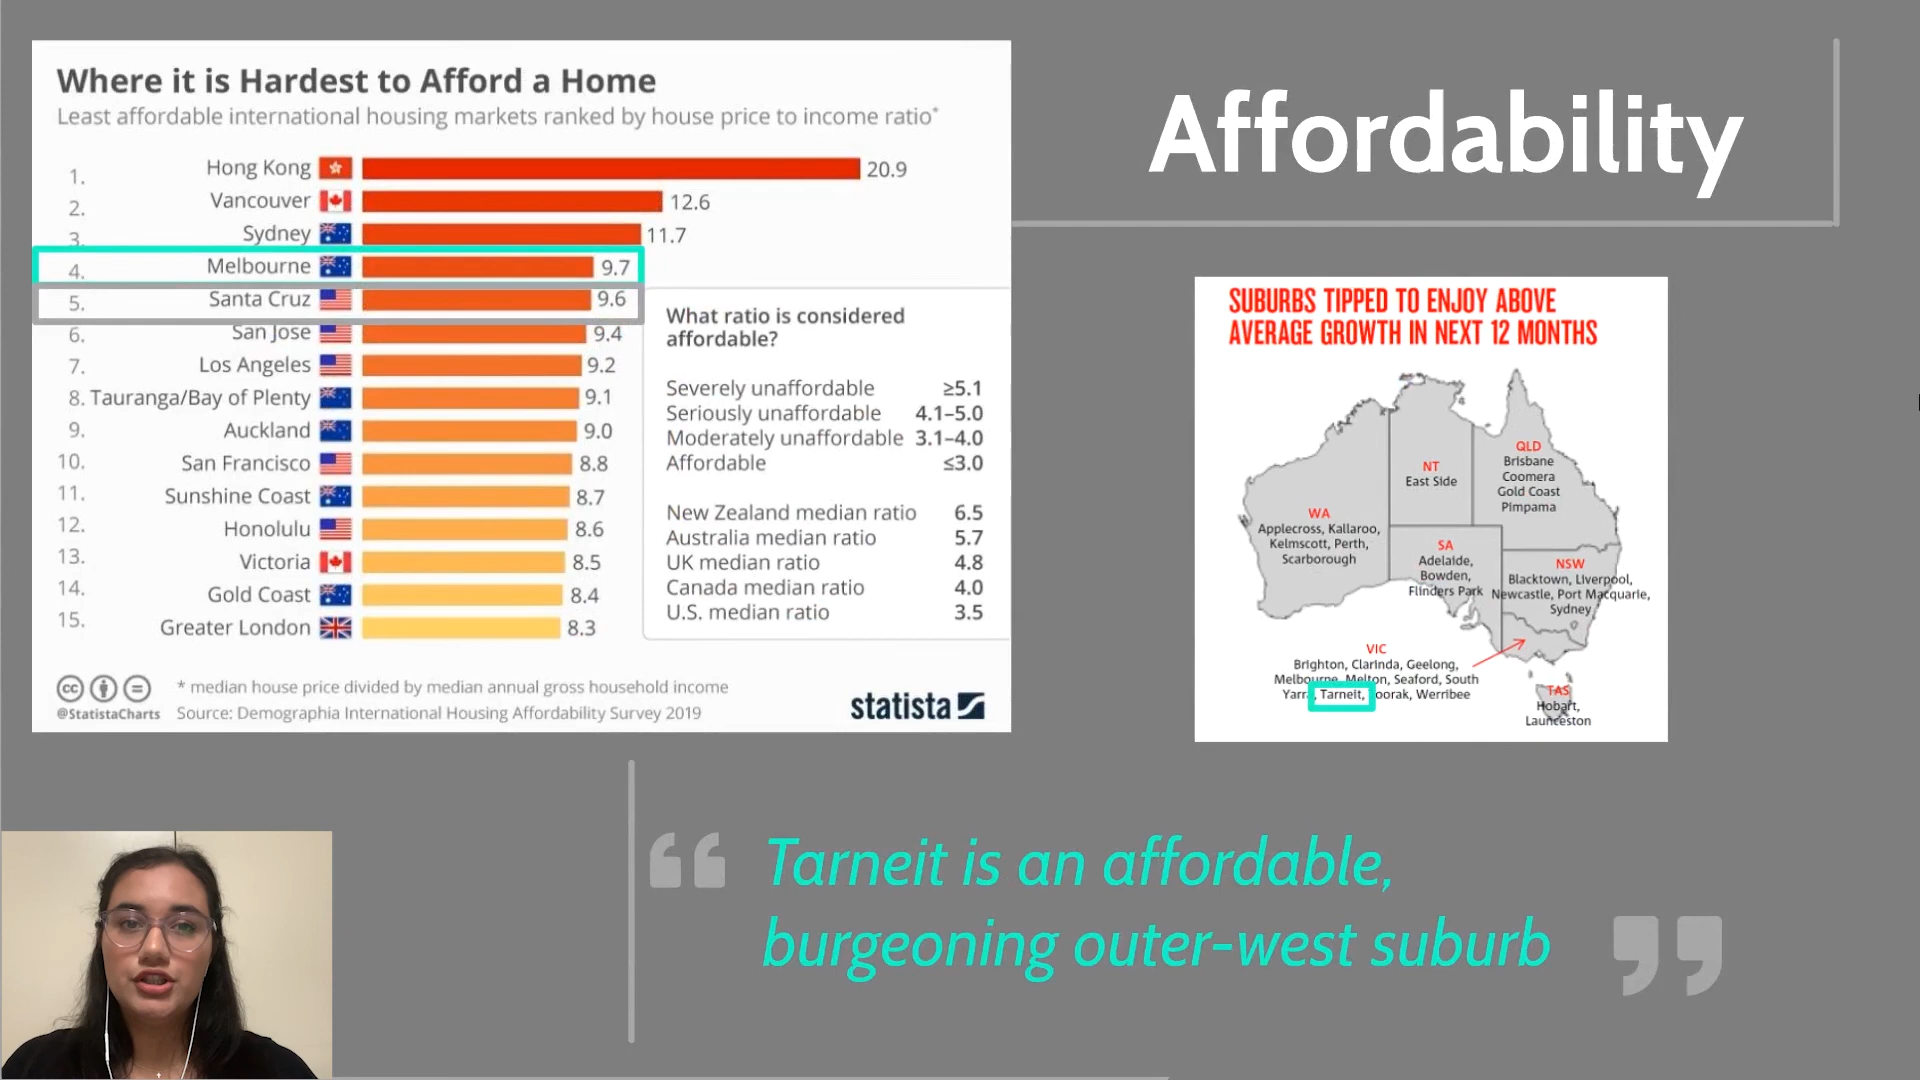 Where it is Hardest to Afford a Home
Least affordable international housing markets ranked by house price to income ratio*
1. Hong Kong 20.9
2. Vancouver 12.6
3. Sydney 11.7
4. Melbourne 9.7
5. Santa Cruz 9.6
6. San Jose 9.4
7. Los Angeles 9.2
8. Tauranga/Bay of Plenty 9.1
9. Auckland 9.0
10. San Francisco 8.8
11. Sunshine Coast 8.7
12. Honolulu 8.6
13. Victoria 8.5
14. Gold Coast 8.4
15. Greater London 8.3
What ratio is considered
affordable?
Severely unaffordable ≥5.1
Seriously unaffordable 4.1–5.0
Moderately unaffordable 3.1–4.0
Affordable ≤3.0
New Zealand median ratio 6.5
Australia median ratio 5.7
UK median ratio 4.8
Canada median ratio 4.0
U.S. median ratio 3.5
* median house price divided by median annual gross household income
@StatistaCharts Source: Demographia International Housing Affordability Survey 2019
statista
Affordability
SUBURBS TIPPED TO ENJOY ABOVE
AVERAGE GROWTH IN NEXT 12 MONTHS
NT
East Side
QLD
Brisbane
Coomera
Gold Coast
Pimpama
WA
Applecross, Kallaroo,
Kelmscott, Perth,
Scarborough
SA
Adelaide,
Bowden,
Flinders Park
NSW
Blacktown, Liverpool,
Newcastle, Port Macquarie,
Sydney
VIC
Brighton, Clarinda, Geelong,
Melbourne, Melton, Seaford, South
Yarra, Tarneit, Toorak, Werribee
TAS
Hobart,
Launceston
“ Tarneit is an affordable,
burgeoning outer-west suburb ”